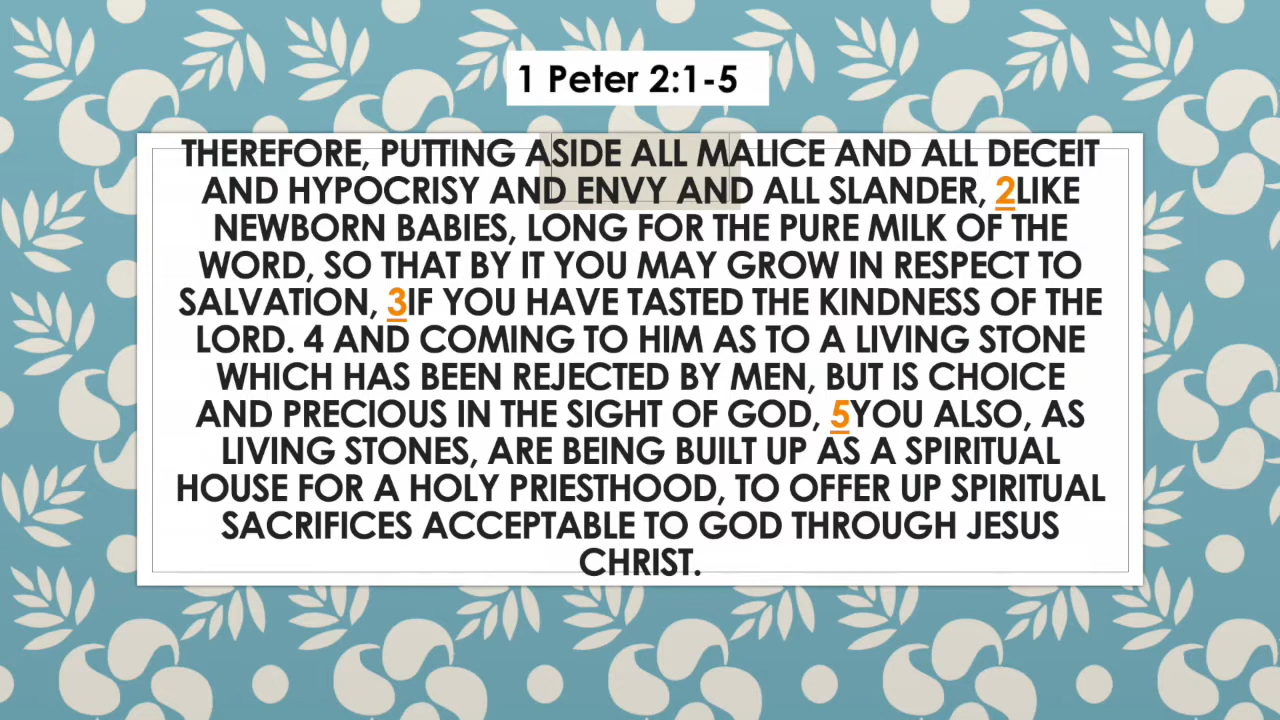 1 Peter 2:1-5
THEREFORE, PUTTING ASIDE ALL MALICE AND ALL DECEIT
AND HYPOCRISY AND ENVY AND ALL SLANDER, 2LIKE
NEWBORN BABIES, LONG FOR THE PURE MILK OF THE
WORD, SO THAT BY IT YOU MAY GROW IN RESPECT TO
SALVATION, 3IF YOU HAVE TASTED THE KINDNESS OF THE
LORD. 4 AND COMING TO HIM AS TO A LIVING STONE
WHICH HAS BEEN REJECTED BY MEN, BUT IS CHOICE
AND PRECIOUS IN THE SIGHT OF GOD, 5YOU ALSO, AS
LIVING STONES, ARE BEING BUILT UP AS A SPIRITUAL
HOUSE FOR A HOLY PRIESTHOOD, TO OFFER UP SPIRITUAL
SACRIFICES ACCEPTABLE TO GOD THROUGH JESUS
CHRIST.